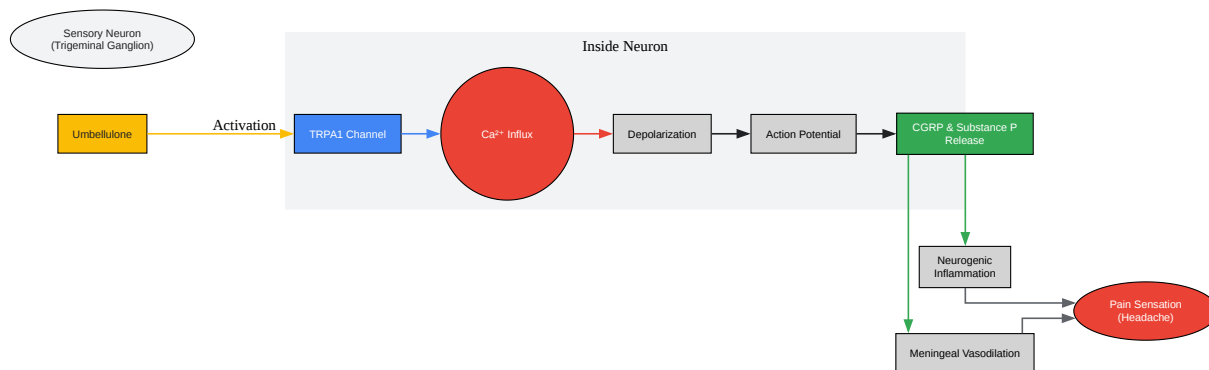 Sensory Neuron
(Trigeminal Ganglion)
Inside Neuron
Umbellulone
Activation
TRPA1 Channel
Ca²⁺ Influx
Depolarization
Action Potential
CGRP & Substance P
Release
Neurogenic
Inflammation
Pain Sensation
(Headache)
Meningeal Vasodilation